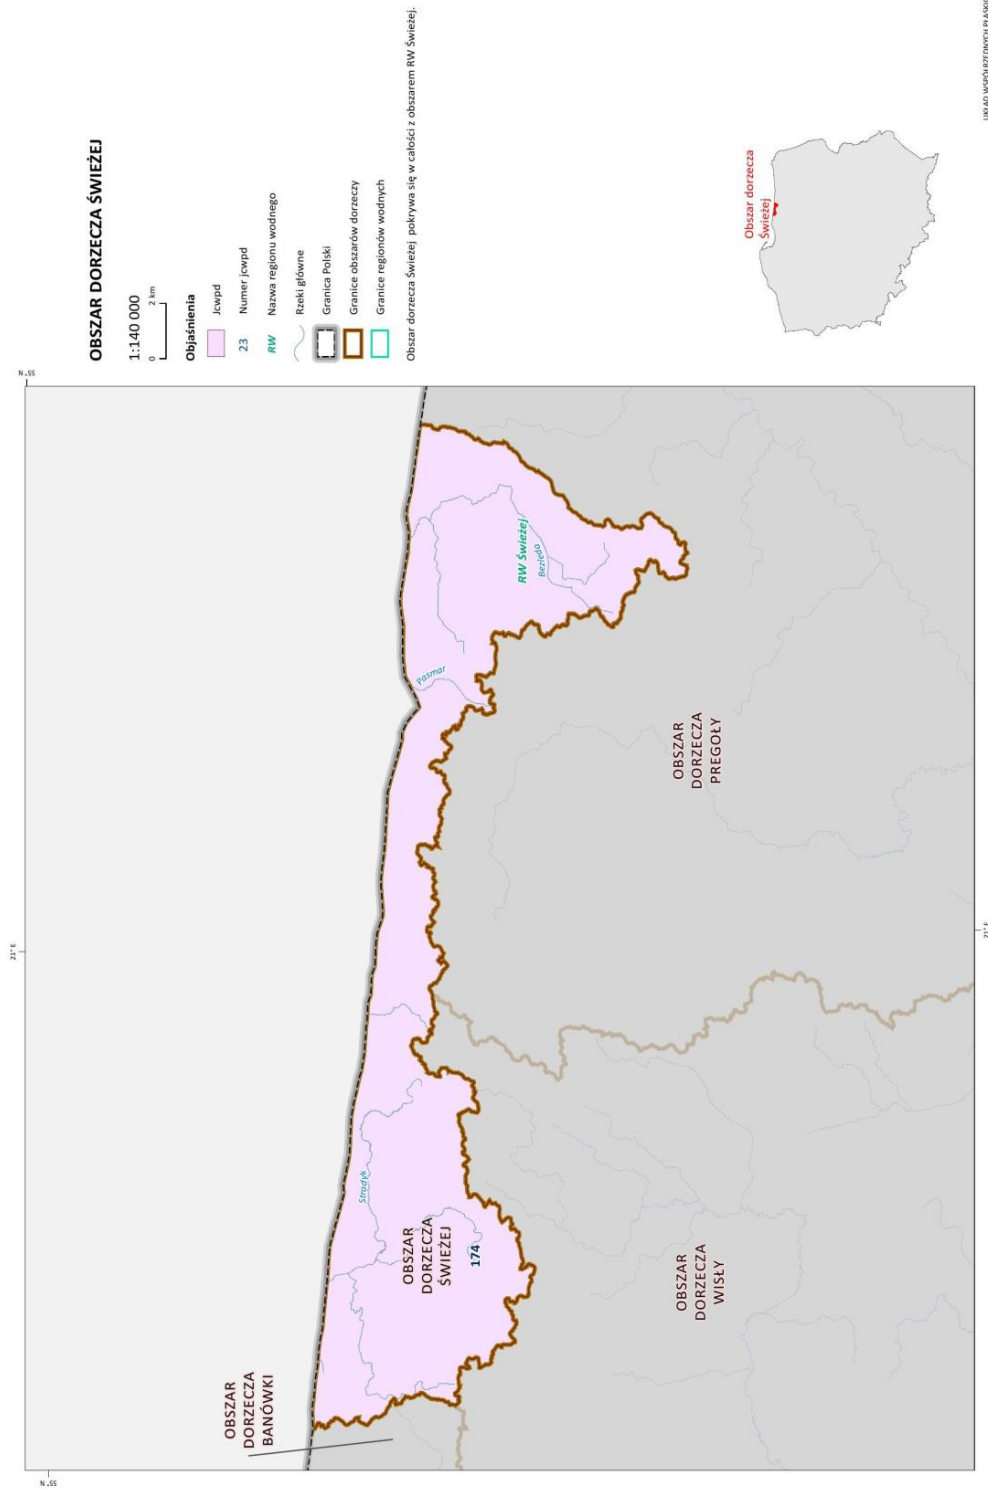 OBSZAR DORZECZA ŚWIEŻEJ
1:140 000
0 2 km
Objaśnienia
Jcwpd
23 Numer jcwpd
RW Nazwa regionu wodnego
Rzeki główne
Granica Polski
Granice obszarów dorzeczy
Granice regionów wodnych
Obszar dorzecza Świeżej pokrywa się w całości z obszarem RW Świeżej.
Obszar dorzecza
Świeżej
21° E
OBSZAR
DORZECZA
BANÓWKI
Stradyk
OBSZAR
DORZECZA
ŚWIEŻEJ
174
Pasmar
RW Świeżej
Bezleda
OBSZAR
DORZECZA
WISŁY
OBSZAR
DORZECZA
PREGOŁY
21° E